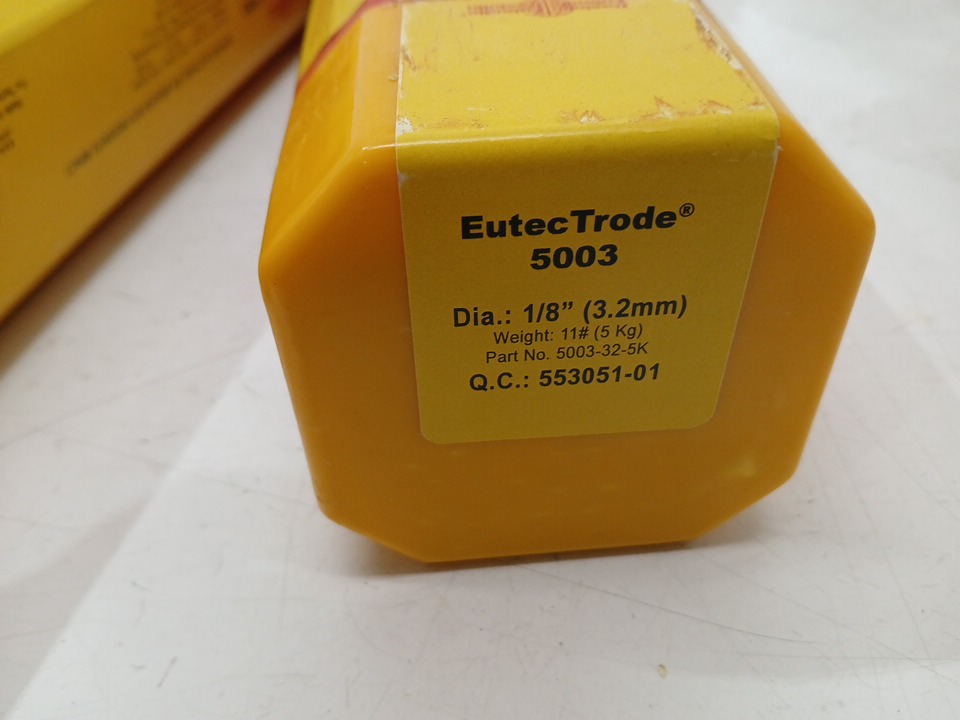 EutecTrode®
5003
Dia.: 1/8” (3.2mm)
Weight: 11# (5 Kg)
Part No. 5003-32-5K
Q.C.: 553051-01